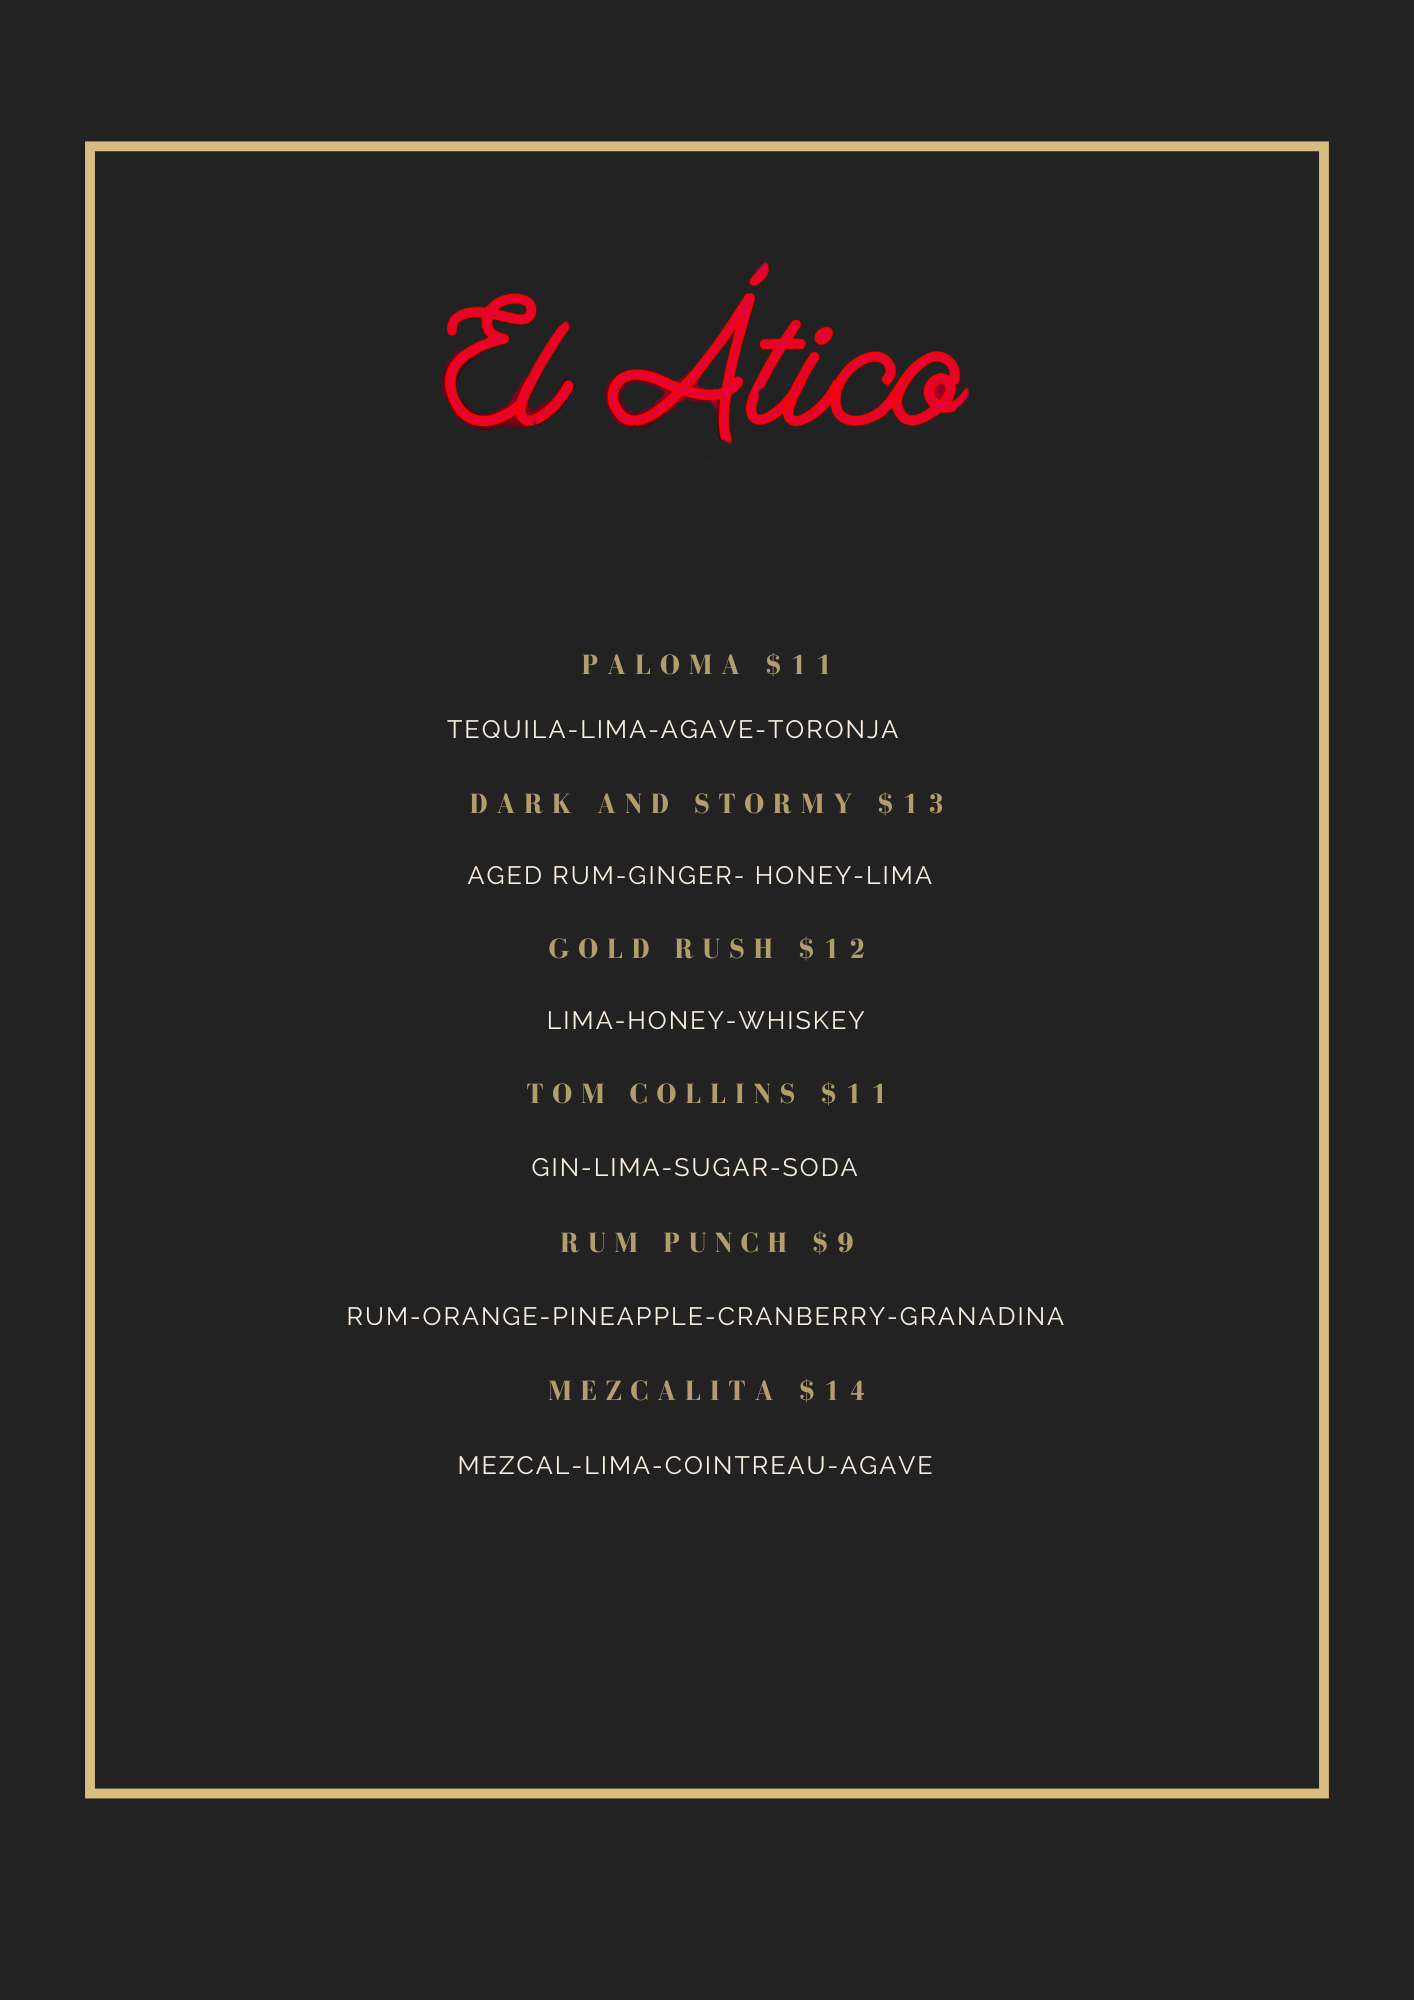 El Ático
PALOMA $11
TEQUILA-LIMA-AGAVE-TORONJA
DARK AND STORMY $13
AGED RUM-GINGER- HONEY-LIMA
GOLD RUSH $12
LIMA-HONEY-WHISKEY
TOM COLLINS $11
GIN-LIMA-SUGAR-SODA
RUM PUNCH $9
RUM-ORANGE-PINEAPPLE-CRANBERRY-GRANADINA
MEZCALITA $14
MEZCAL-LIMA-COINTREAU-AGAVE